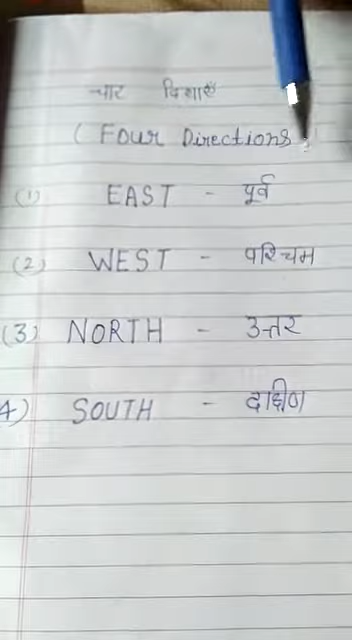 चार दिशाएँ
(Four Directions)
(1) EAST - पूर्व
(2) WEST - पश्चिम
(3) NORTH - उत्तर
4) SOUTH - दक्षिण